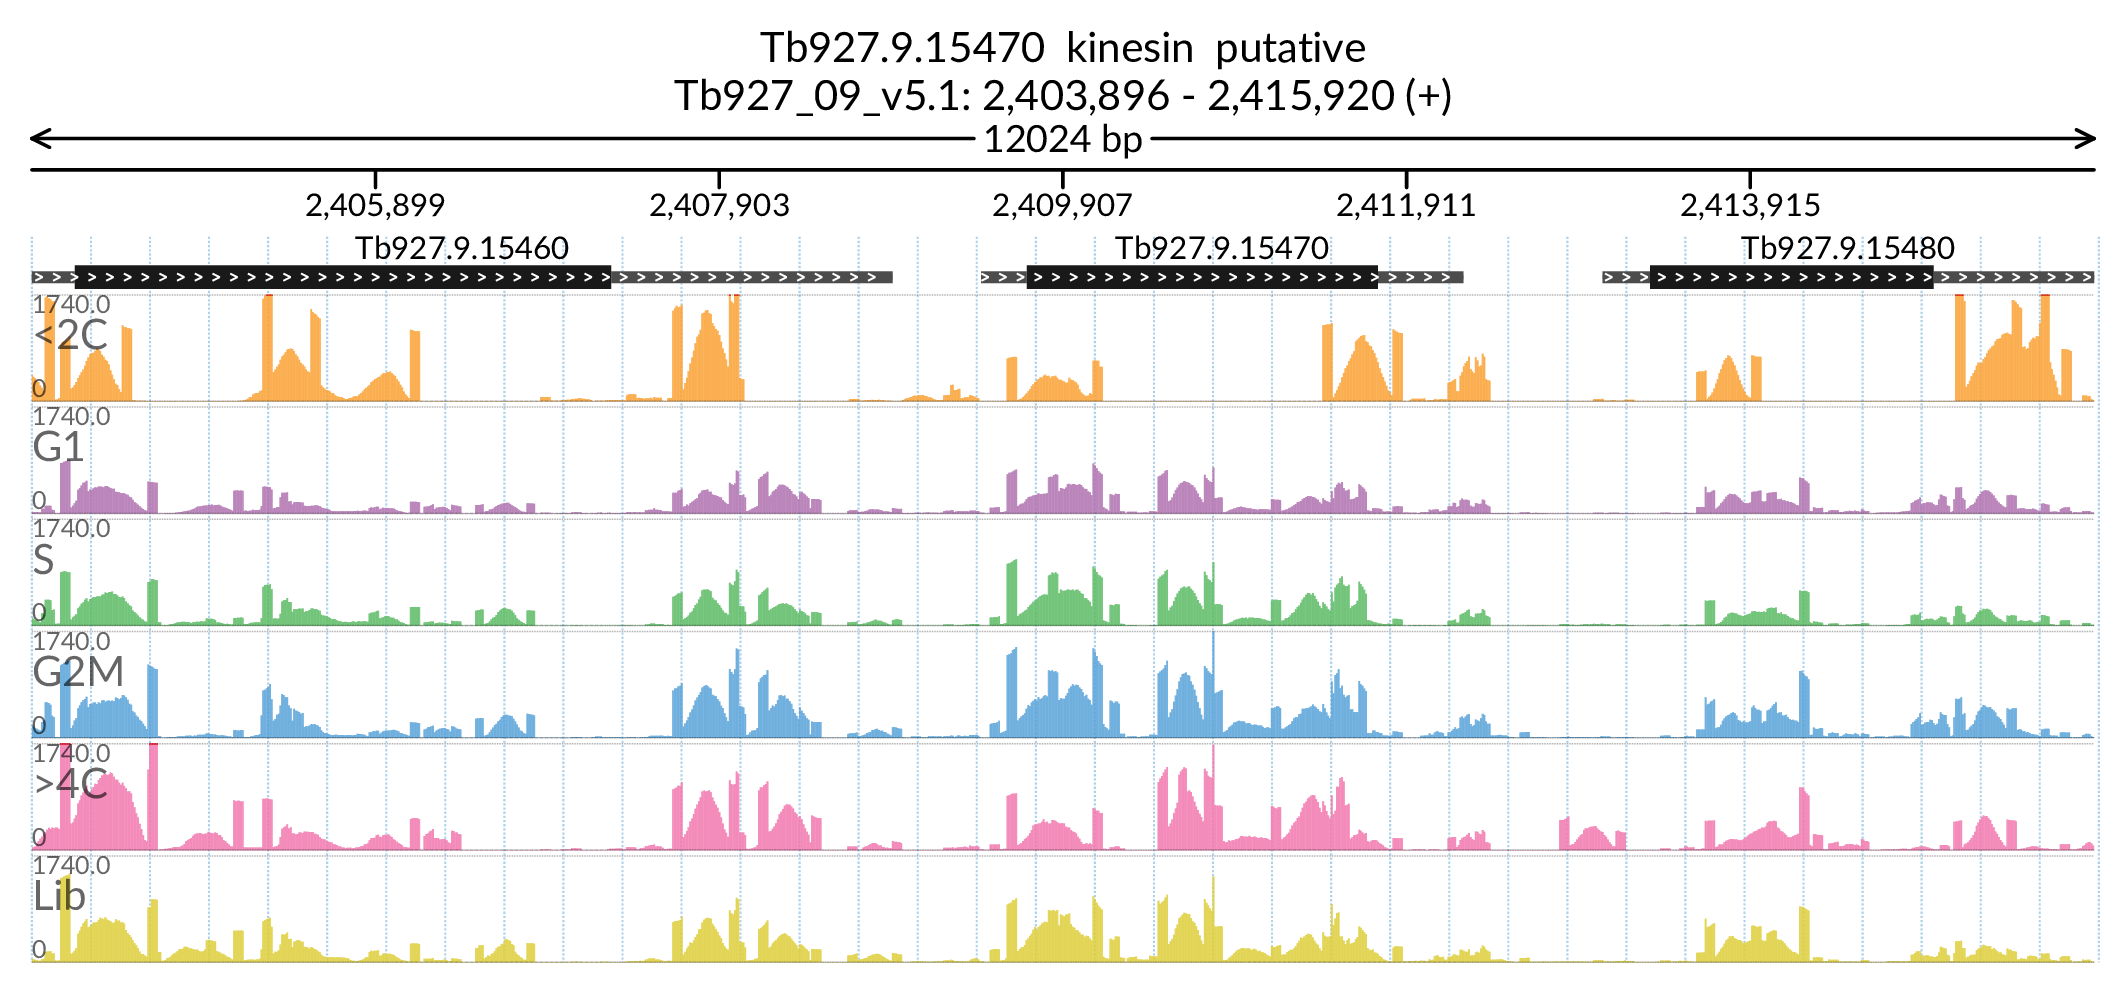 Tb927.9.15470 kinesin putative
Tb927_09_v5.1: 2,403,896 - 2,415,920 (+)
12024 bp
2,405,899 2,407,903 2,409,907 2,411,911 2,413,915
Tb927.9.15460 Tb927.9.15470 Tb927.9.15480
1740.0
<2C
0
1740.0
G1
0
1740.0
S
0
1740.0
G2M
0
1740.0
>4C
0
1740.0
Lib
0